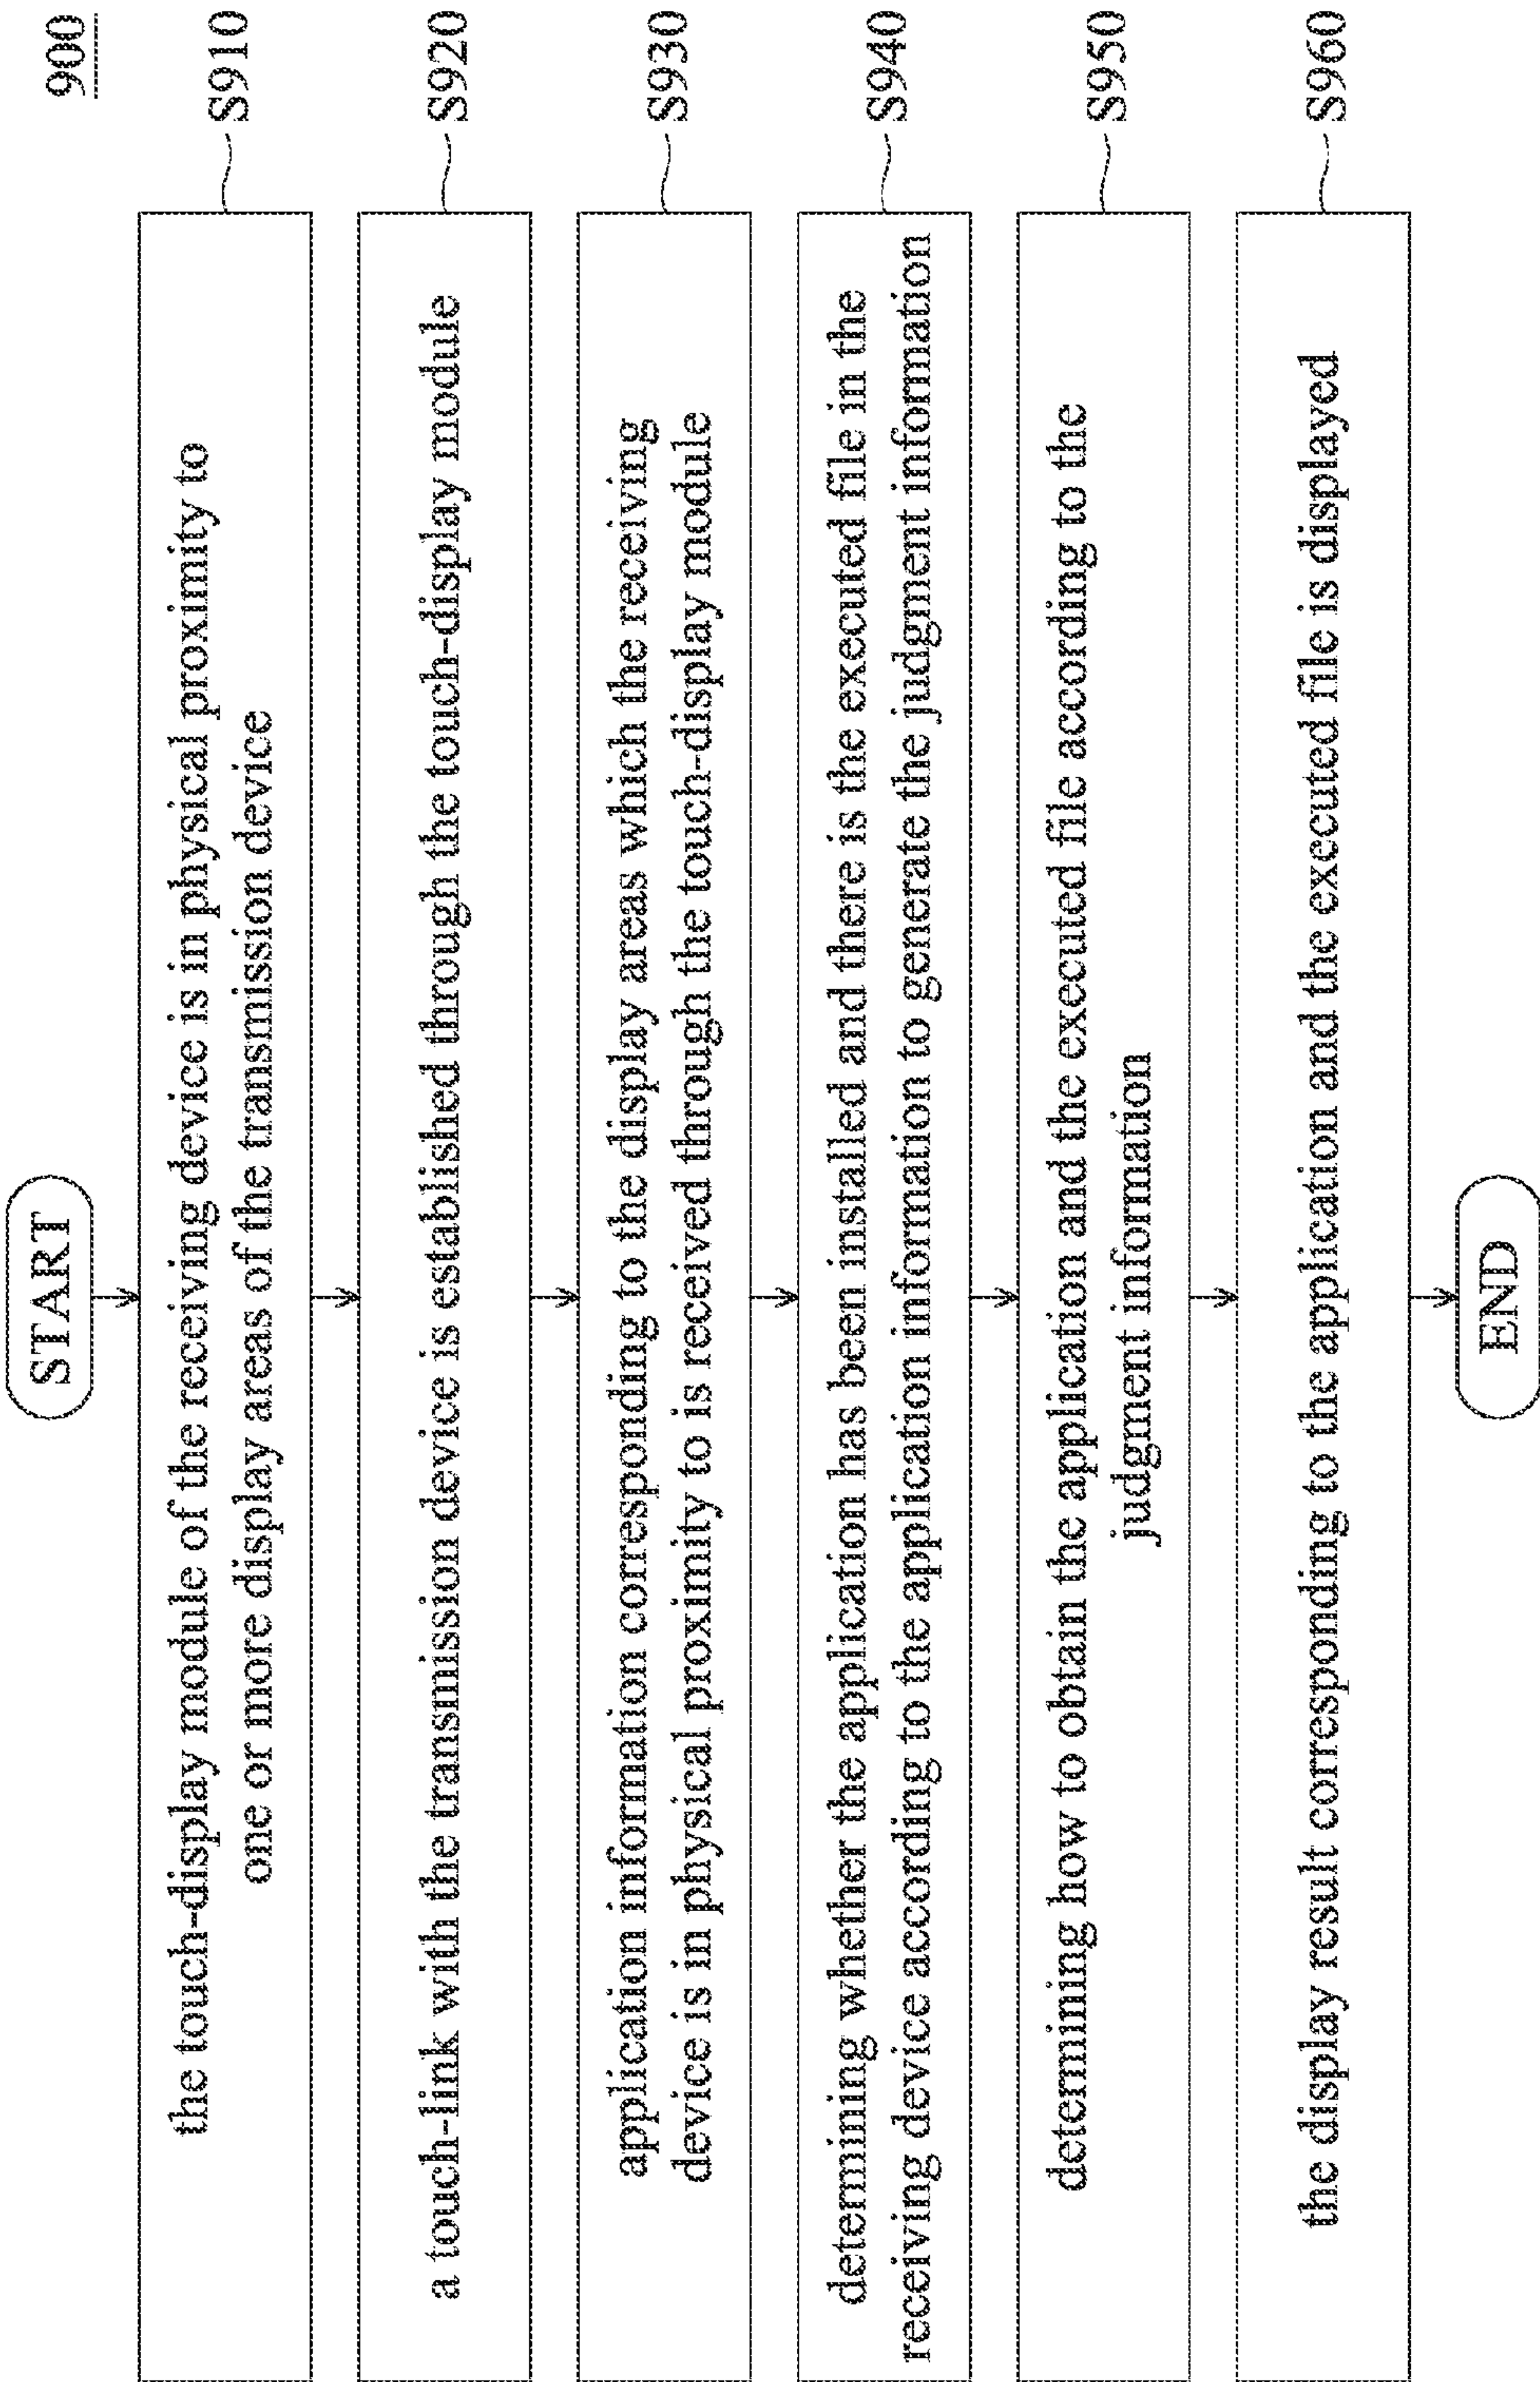 900
START
the touch-display module of the receiving device is in physical proximity to
one or more display areas of the transmission device
S910
a touch-link with the transmission device is established through the touch-display module
S920
application information corresponding to the display areas which the receiving
device is in physical proximity to is received through the touch-display module
S930
determining whether the application has been installed and there is the executed file in the
receiving device according to the application information to generate the judgment information
S940
determining how to obtain the application and the executed file according to the
judgment information
S950
the display result corresponding to the application and the executed file is displayed
S960
END